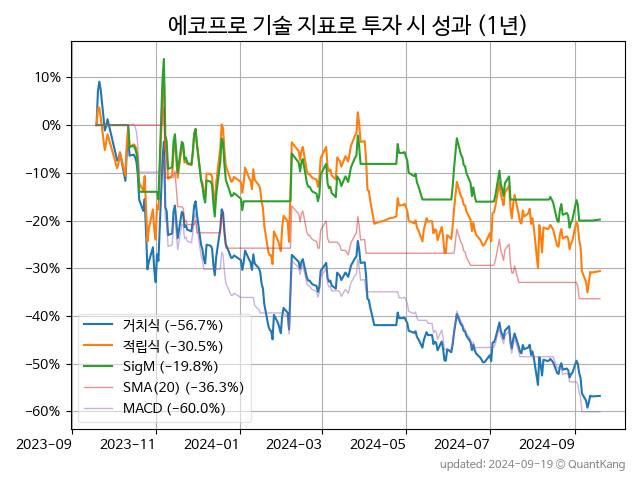 에코프로 기술 지표로 투자 시 성과 (1년)
10%
0%
−10%
−20%
−30%
−40%
−50%
−60%
거치식 (−56.7%)
적립식 (−30.5%)
SigM (−19.8%)
SMA(20) (−36.3%)
MACD (−60.0%)
2023-09 2023-11 2024-01 2024-03 2024-05 2024-07 2024-09
updated: 2024-09-19 © QuantKang